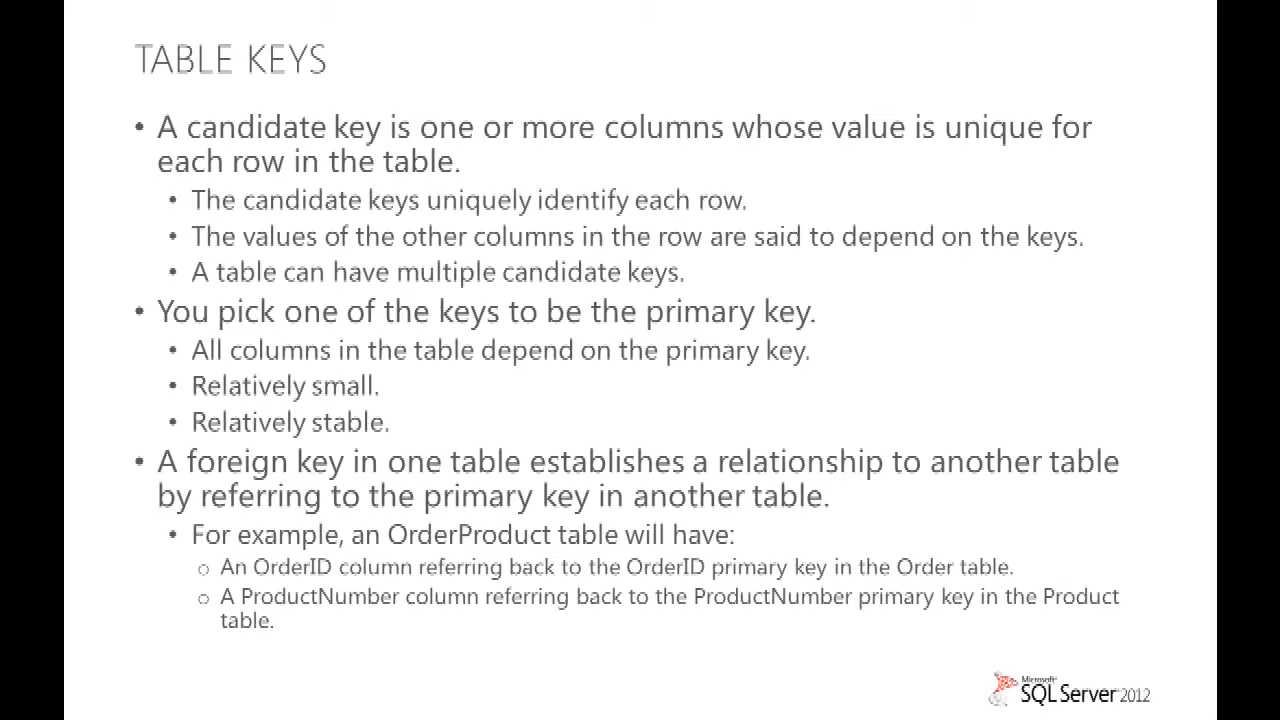 TABLE KEYS
• A candidate key is one or more columns whose value is unique for
each row in the table.
• The candidate keys uniquely identify each row.
• The values of the other columns in the row are said to depend on the keys.
• A table can have multiple candidate keys.
• You pick one of the keys to be the primary key.
• All columns in the table depend on the primary key.
• Relatively small.
• Relatively stable.
• A foreign key in one table establishes a relationship to another table
by referring to the primary key in another table.
• For example, an OrderProduct table will have:
○ An OrderID column referring back to the OrderID primary key in the Order table.
○ A ProductNumber column referring back to the ProductNumber primary key in the Product
table.
Microsoft®
SQL Server 2012